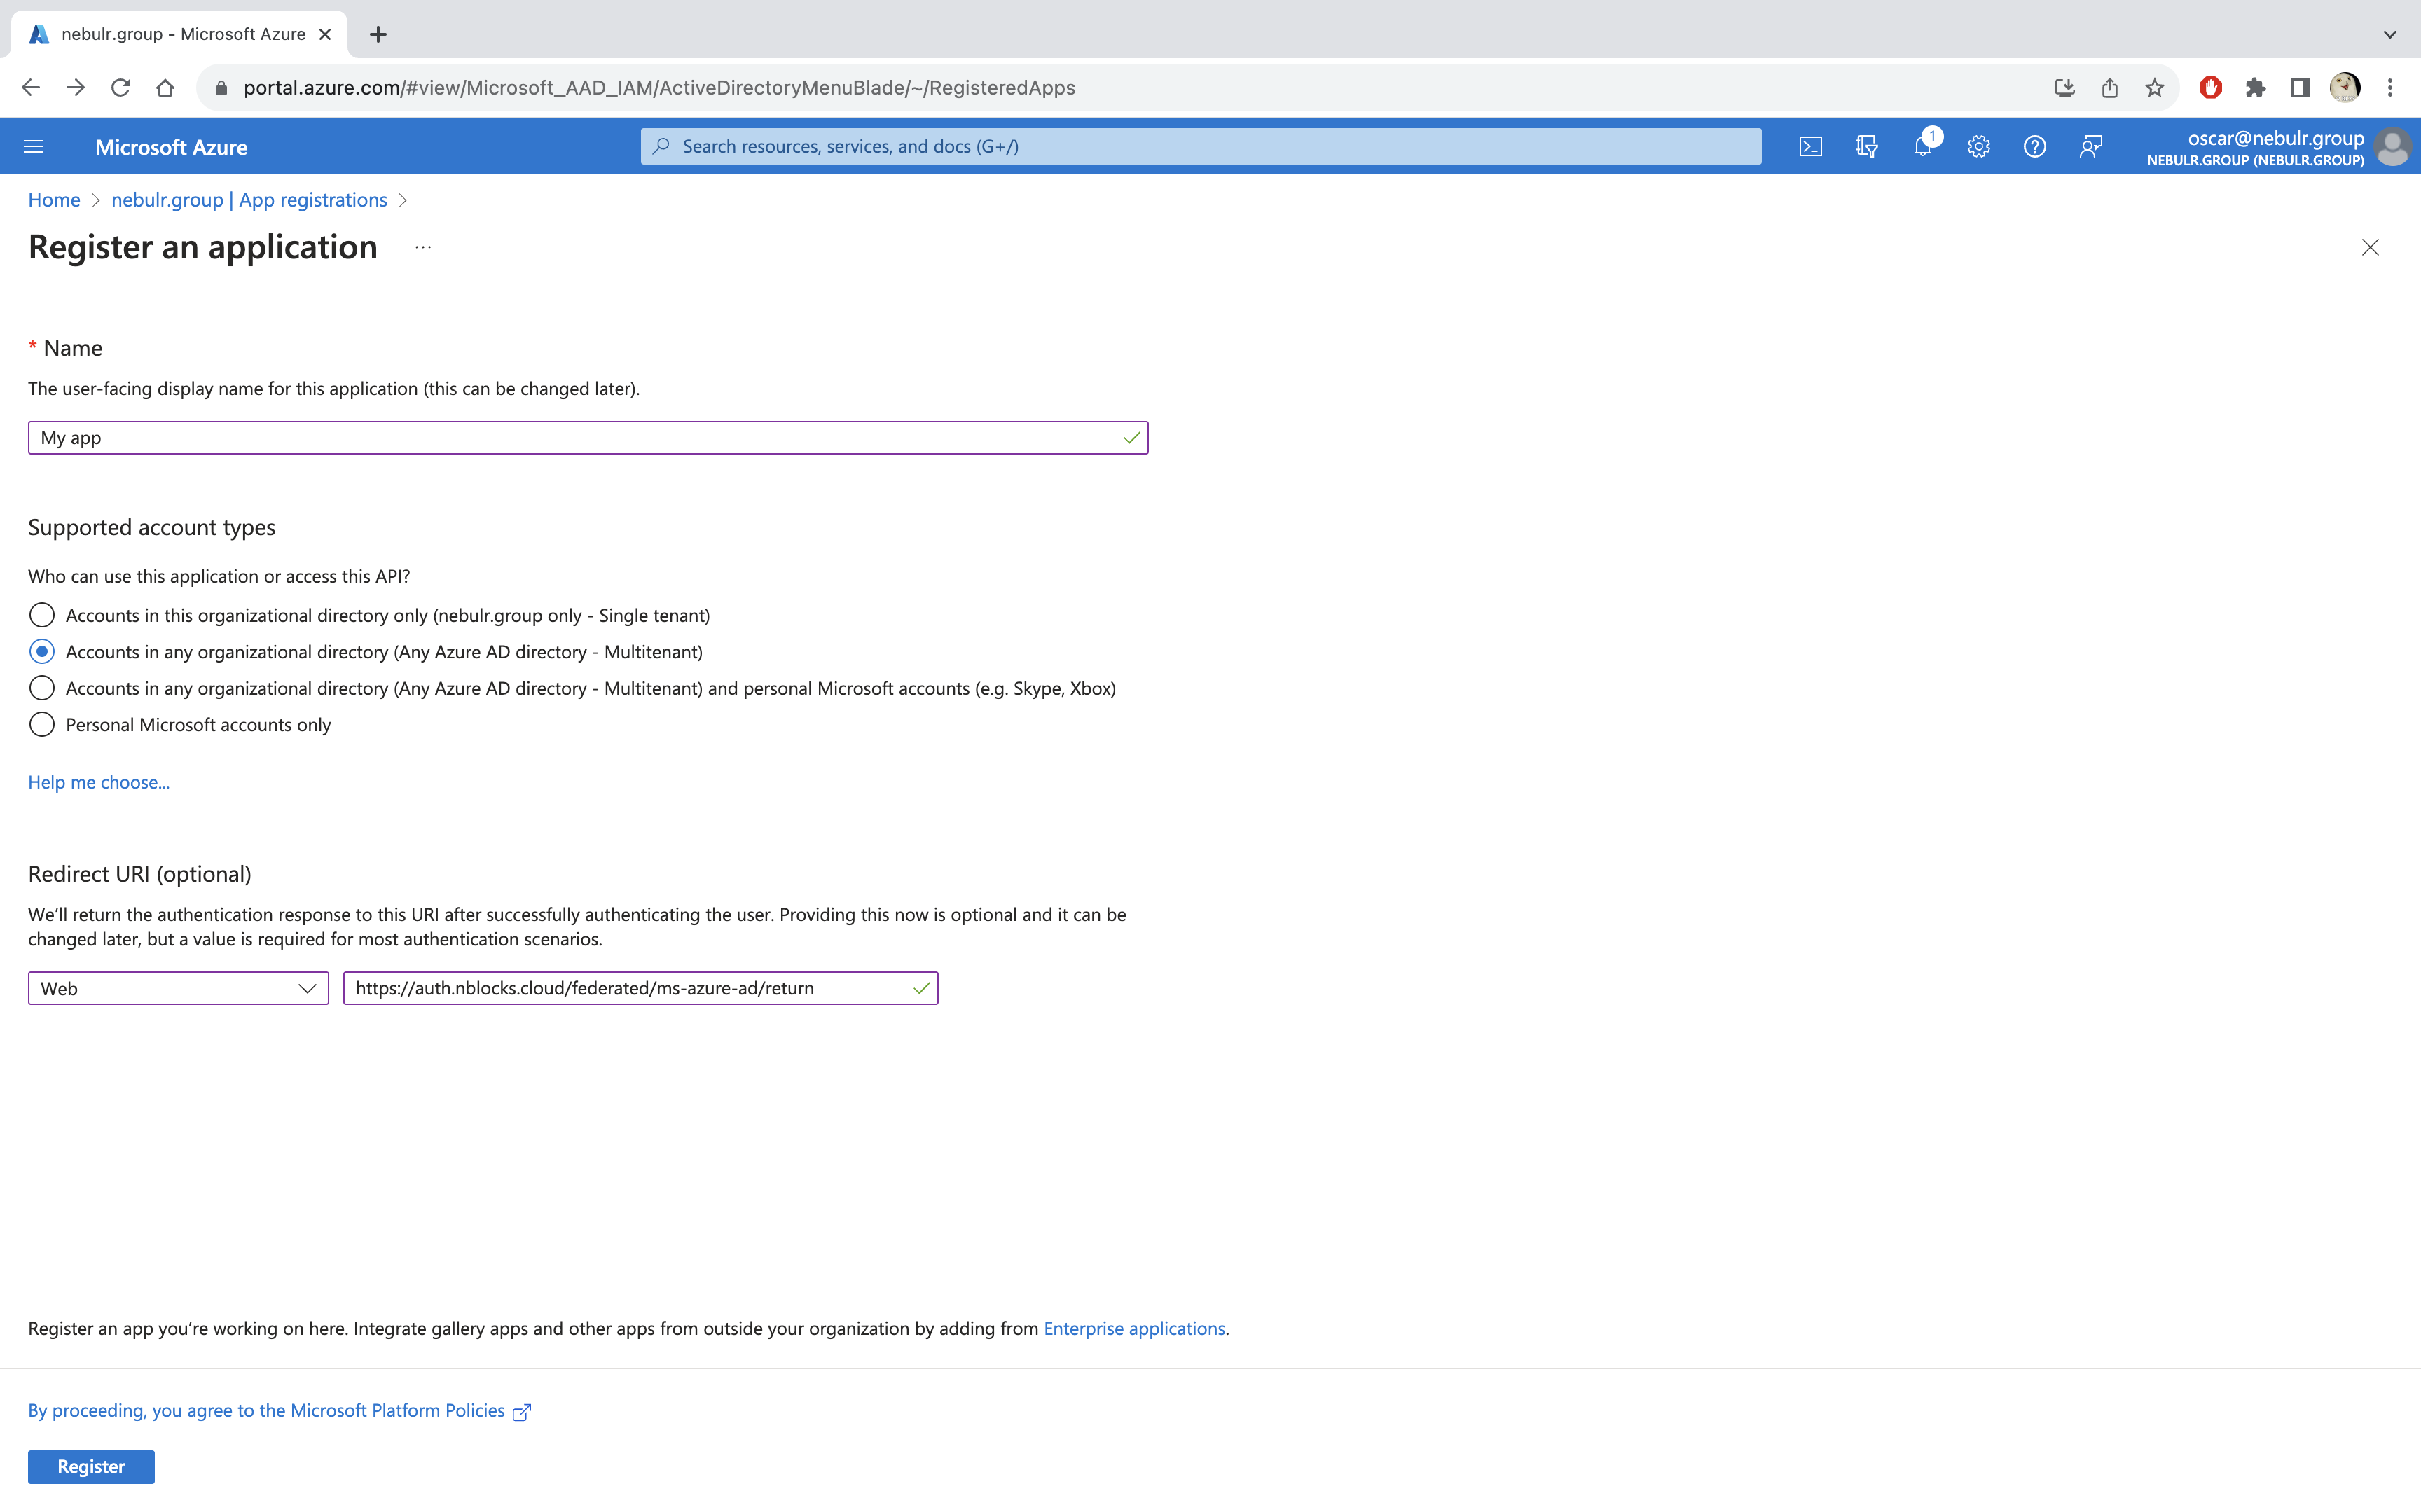 nebulr.group - Microsoft Azure
portal.azure.com/#view/Microsoft_AAD_IAM/ActiveDirectoryMenuBlade/~/RegisteredApps
Microsoft Azure
Search resources, services, and docs (G+/)
1
oscar@nebulr.group
NEBULR.GROUP (NEBULR.GROUP)
Home > nebulr.group | App registrations >
Register an application ...
* Name
The user-facing display name for this application (this can be changed later).
My app
Supported account types
Who can use this application or access this API?
Accounts in this organizational directory only (nebulr.group only - Single tenant)
Accounts in any organizational directory (Any Azure AD directory - Multitenant)
Accounts in any organizational directory (Any Azure AD directory - Multitenant) and personal Microsoft accounts (e.g. Skype, Xbox)
Personal Microsoft accounts only
Help me choose...
Redirect URI (optional)
We’ll return the authentication response to this URI after successfully authenticating the user. Providing this now is optional and it can be
changed later, but a value is required for most authentication scenarios.
Web
https://auth.nblocks.cloud/federated/ms-azure-ad/return
Register an app you’re working on here. Integrate gallery apps and other apps from outside your organization by adding from Enterprise applications.
By proceeding, you agree to the Microsoft Platform Policies
Register